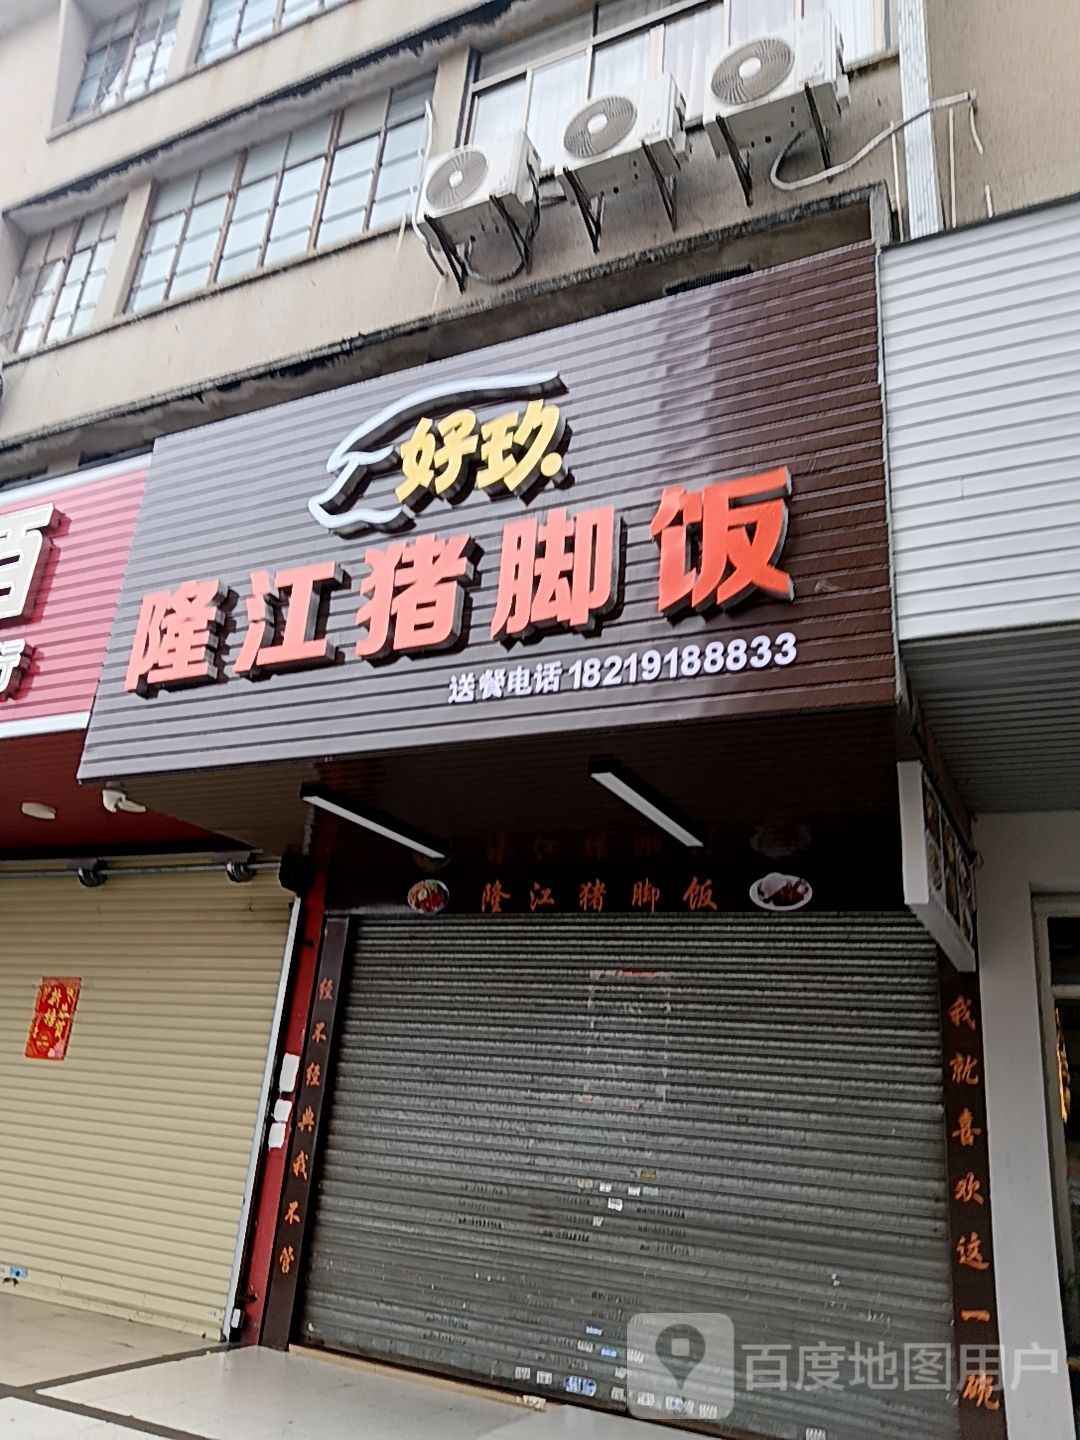 好玖
隆江猪脚饭
送餐电话18219188833
隆江猪脚饭
经不经典我不管
我就喜欢这一碗
百度地图用户